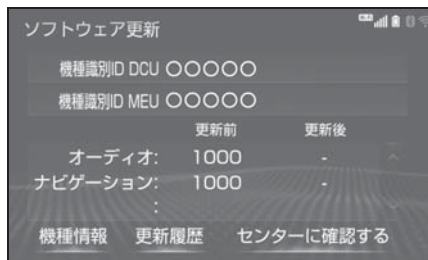 ソフトウェア更新
機種識別ID DCU ○○○○○
機種識別ID MEU ○○○○○
更新前 更新後
オーディオ: 1000 -
ナビゲーション: 1000 -
:
機種情報 更新履歴 センターに確認する